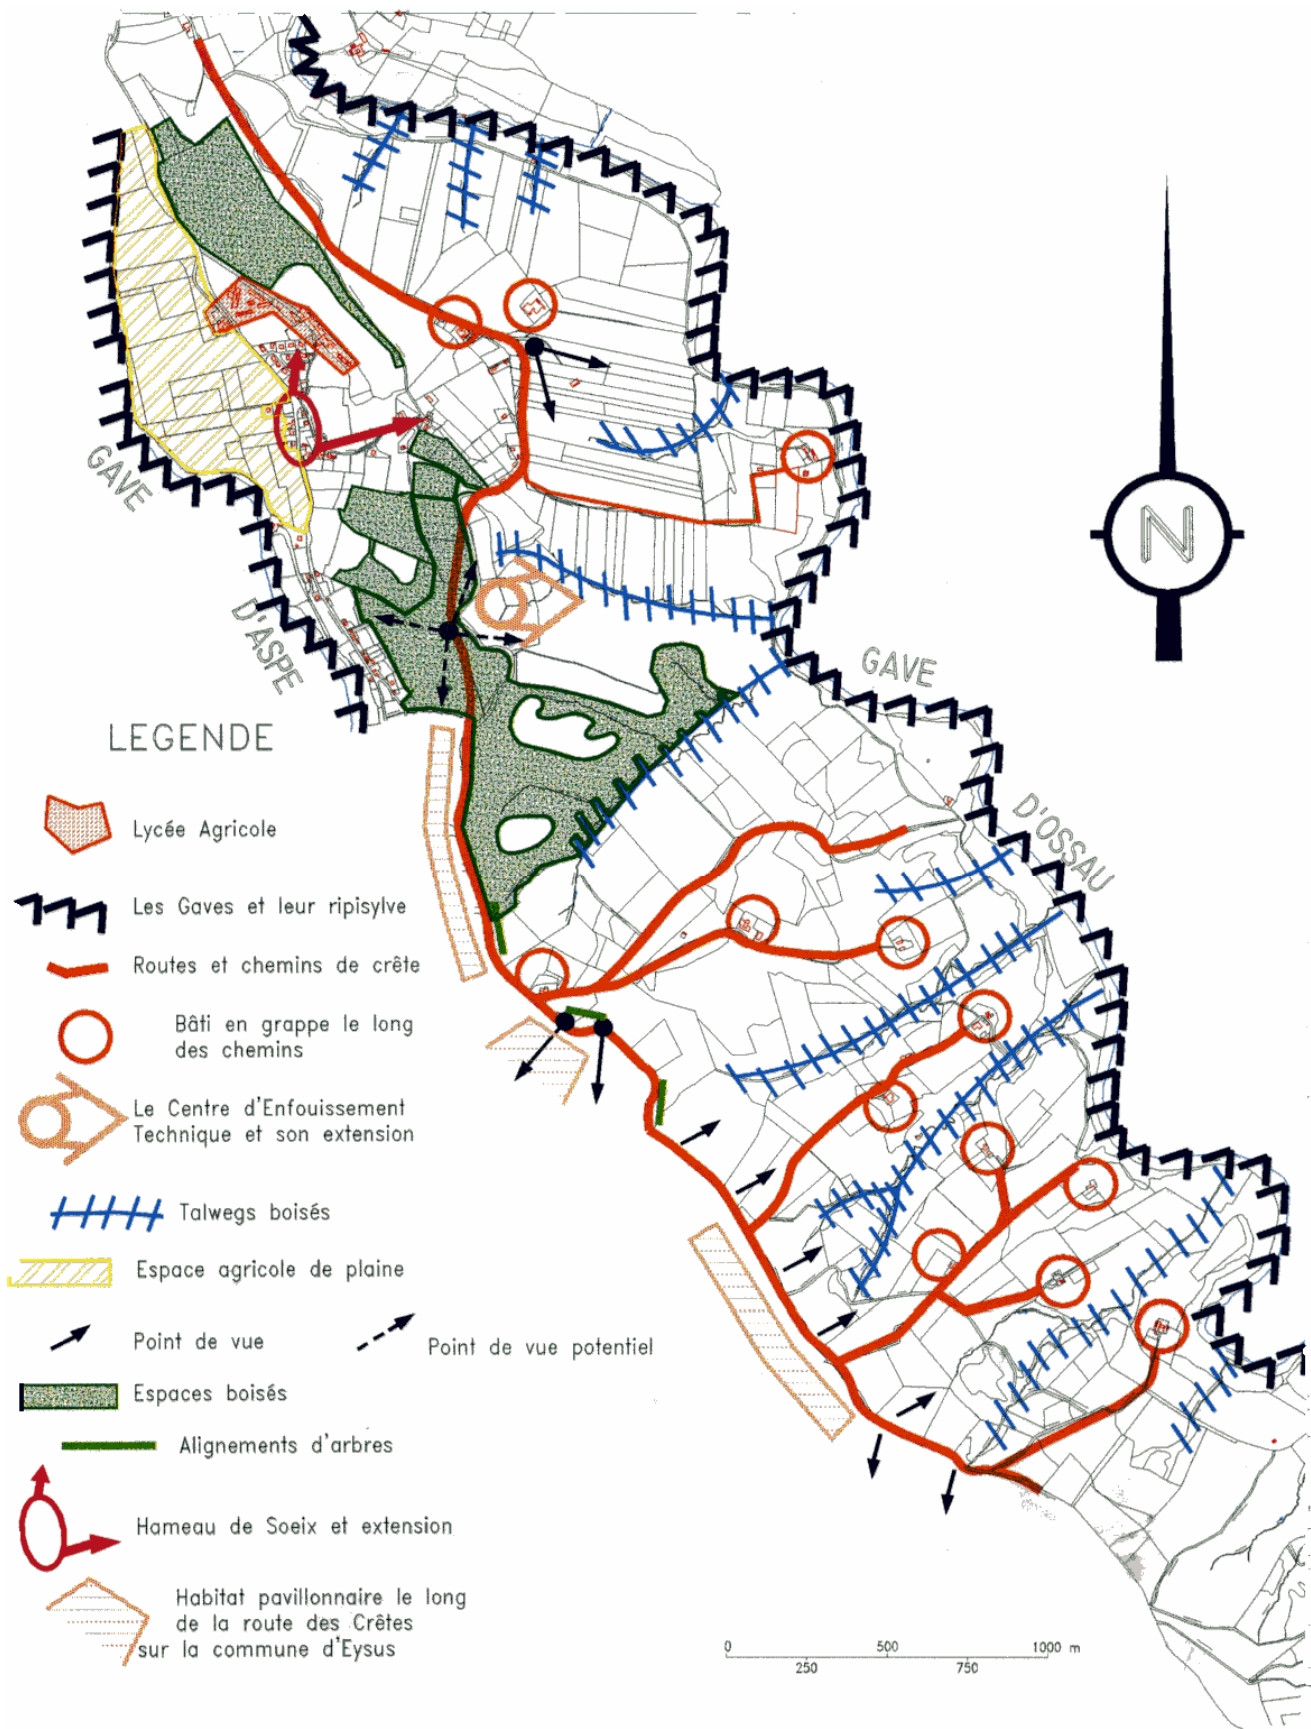 N
GAVE
D'ASPE
GAVE
D'OSSAU
LEGENDE
Lycée Agricole
Les Gaves et leur ripisylve
Routes et chemins de crête
Bâti en grappe le long
des chemins
Le Centre d'Enfouissement
Technique et son extension
Talwegs boisés
Espace agricole de plaine
Point de vue
Point de vue potentiel
Espaces boisés
Alignements d'arbres
Hameau de Soeix et extension
Habitat pavillonnaire le long
de la route des Crêtes
sur la commune d'Eysus
0 500 1000 m
250 750